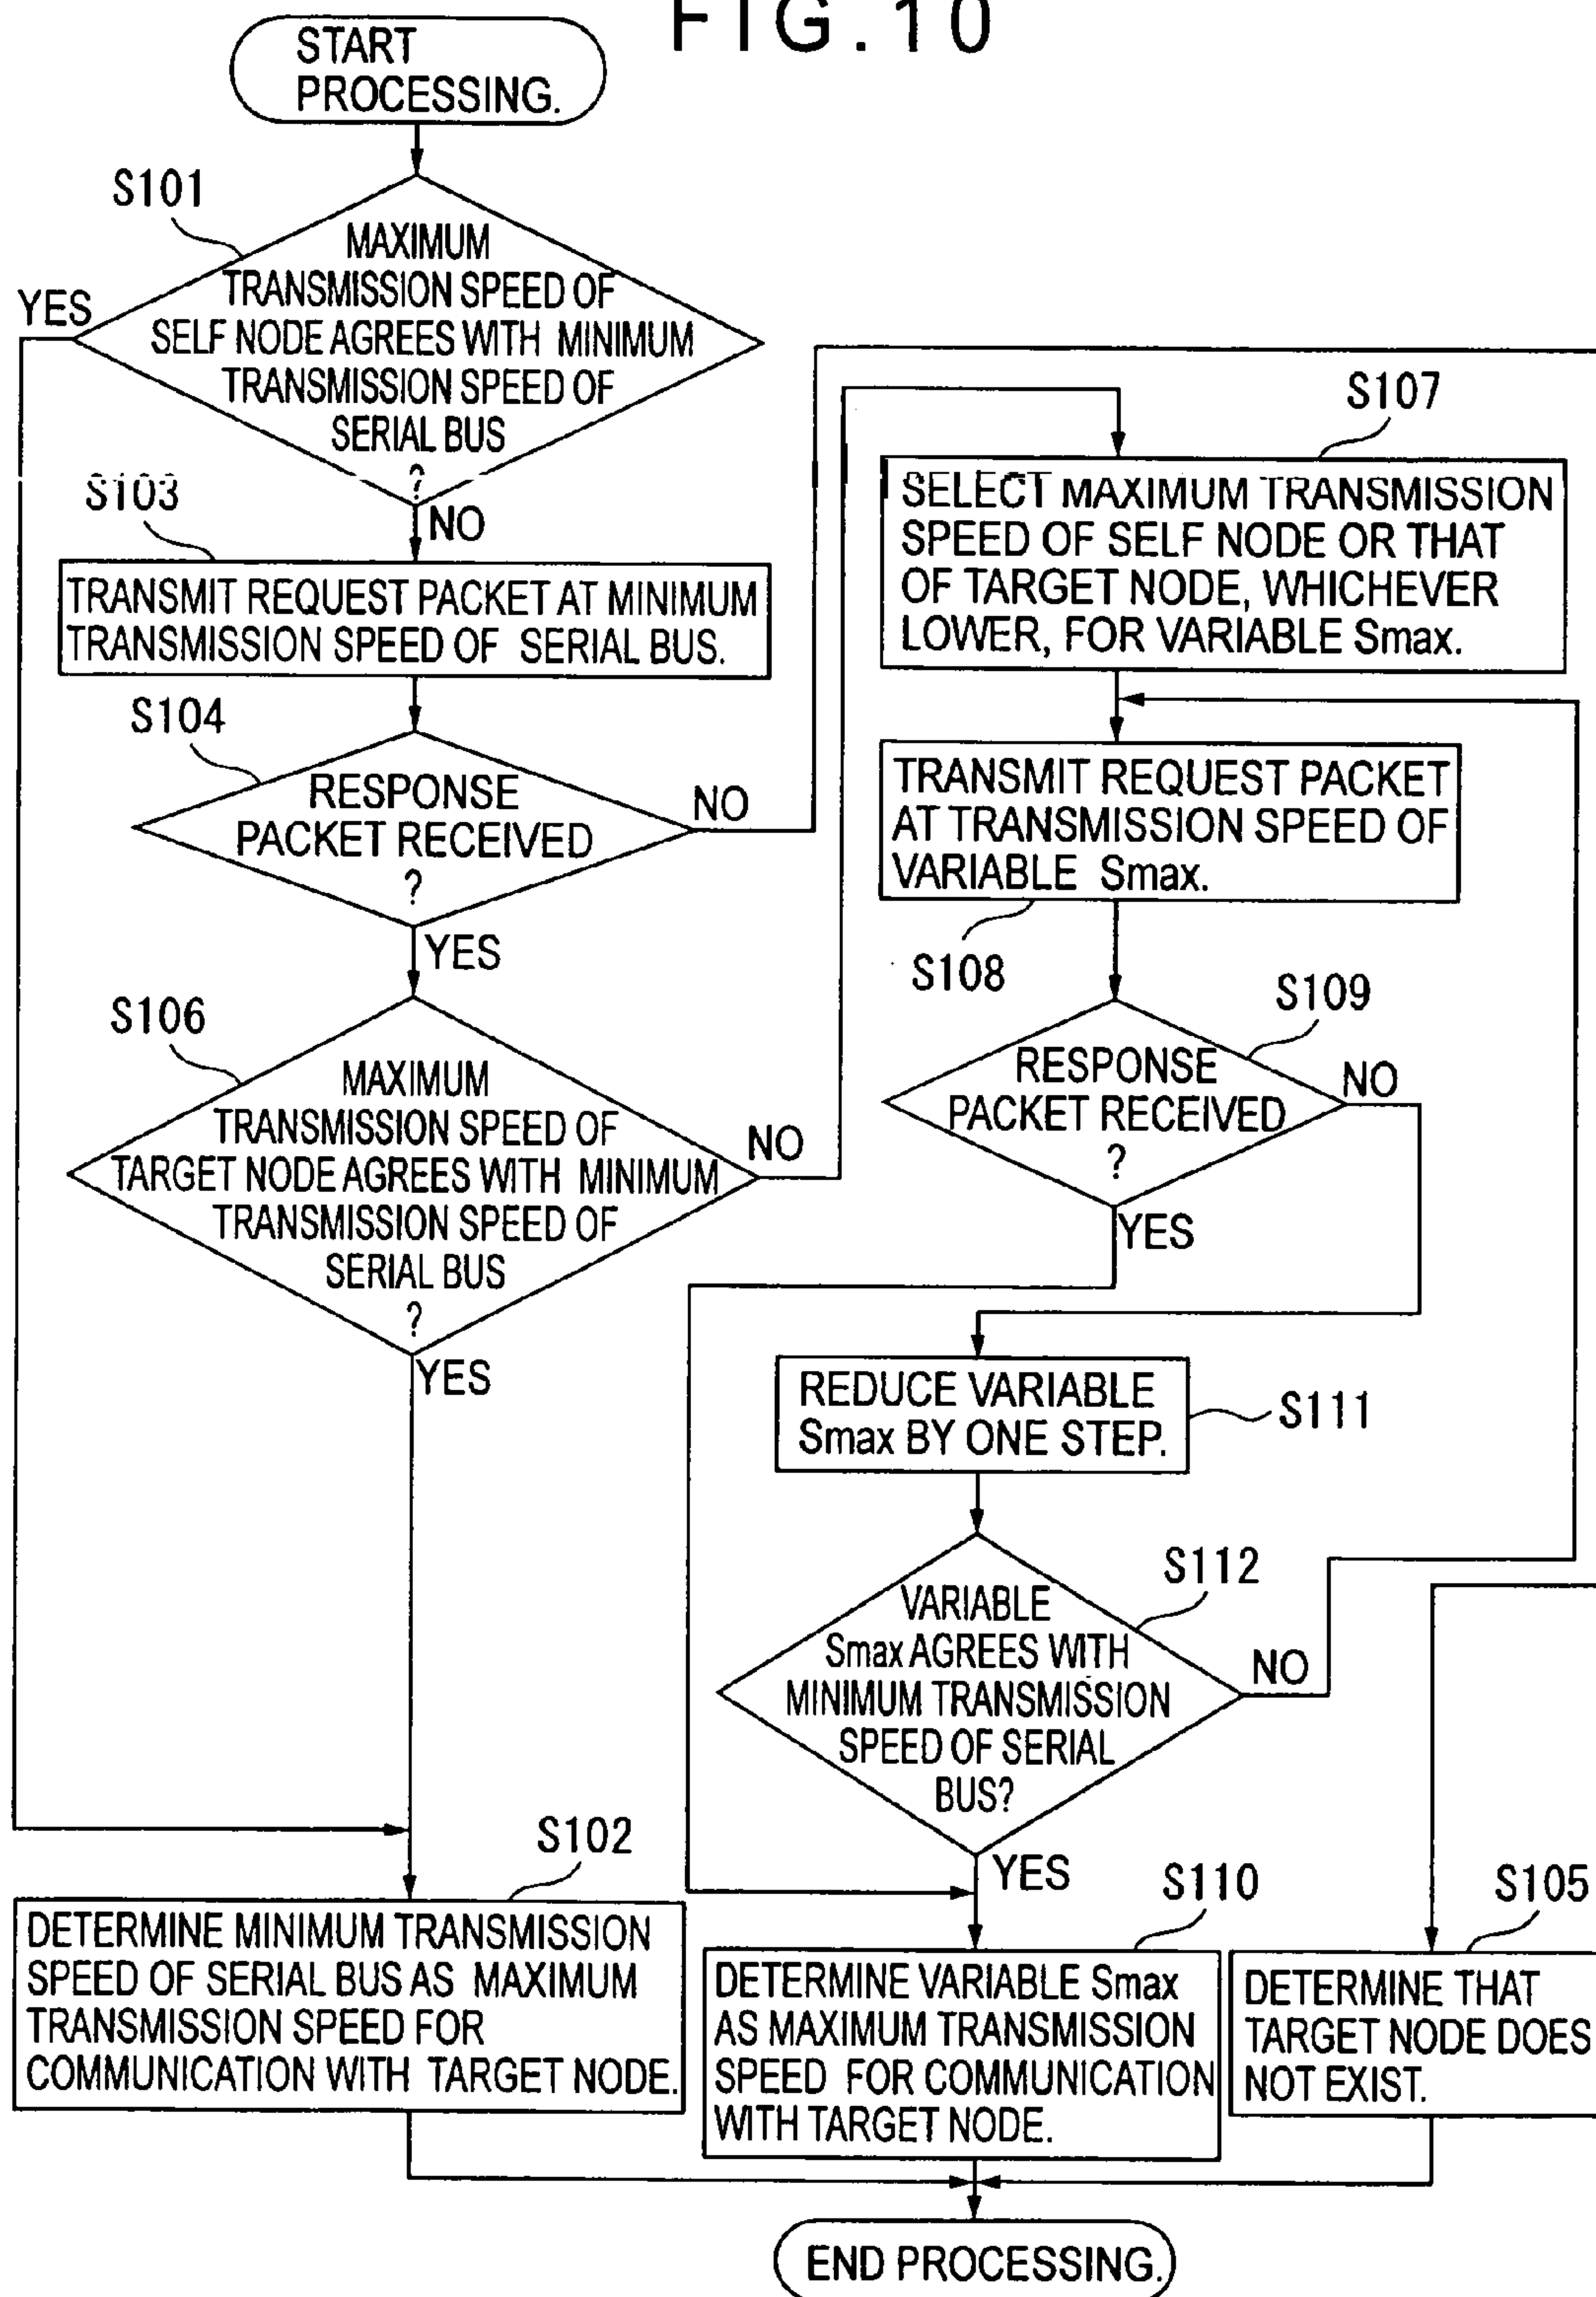 FIG.10
START
PROCESSING.
S101
MAXIMUM
TRANSMISSION SPEED OF
SELF NODE AGREES WITH MINIMUM
TRANSMISSION SPEED OF
SERIAL BUS
?
YES
NO
S103
TRANSMIT REQUEST PACKET AT MINIMUM
TRANSMISSION SPEED OF SERIAL BUS.
S104
RESPONSE
PACKET RECEIVED
?
NO
YES
S106
MAXIMUM
TRANSMISSION SPEED OF
TARGET NODE AGREES WITH MINIMUM
TRANSMISSION SPEED OF
SERIAL BUS
?
NO
YES
S102
DETERMINE MINIMUM TRANSMISSION
SPEED OF SERIAL BUS AS MAXIMUM
TRANSMISSION SPEED FOR
COMMUNICATION WITH TARGET NODE.
S107
SELECT MAXIMUM TRANSMISSION
SPEED OF SELF NODE OR THAT
OF TARGET NODE, WHICHEVER
LOWER, FOR VARIABLE Smax.
TRANSMIT REQUEST PACKET
AT TRANSMISSION SPEED OF
VARIABLE Smax.
S108
S109
RESPONSE
PACKET RECEIVED
?
NO
YES
REDUCE VARIABLE
Smax BY ONE STEP.
S111
S112
VARIABLE
Smax AGREES WITH
MINIMUM TRANSMISSION
SPEED OF SERIAL
BUS?
NO
YES
S110
DETERMINE VARIABLE Smax
AS MAXIMUM TRANSMISSION
SPEED FOR COMMUNICATION
WITH TARGET NODE.
S105
DETERMINE THAT
TARGET NODE DOES
NOT EXIST.
END PROCESSING.